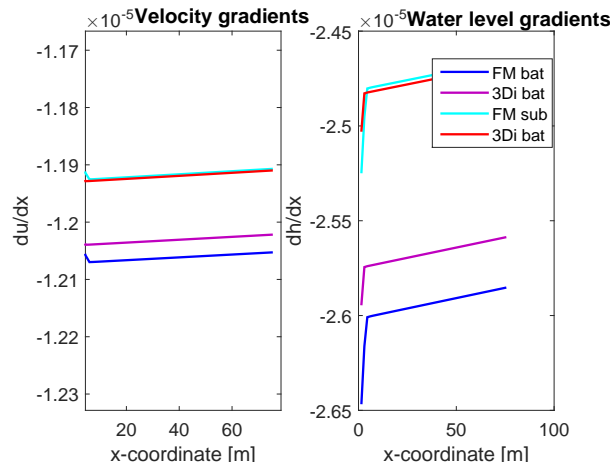 ×10⁻⁵ Velocity gradients
-1.17
-1.18
-1.19
-1.2
-1.21
-1.22
-1.23
du/dx
20 40 60
x-coordinate [m]
×10⁻⁵ Water level gradients
-2.45
-2.5
-2.55
-2.6
-2.65
dh/dx
0 50 100
x-coordinate [m]
FM bat
3Di bat
FM sub
3Di bat